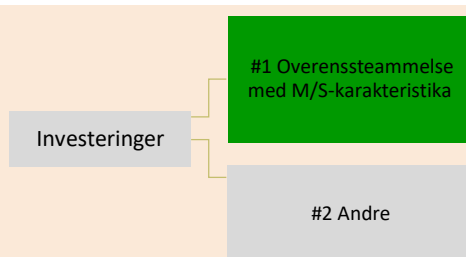 #1 Overenssteammelse
med M/S-karakteristika
Investeringer
#2 Andre